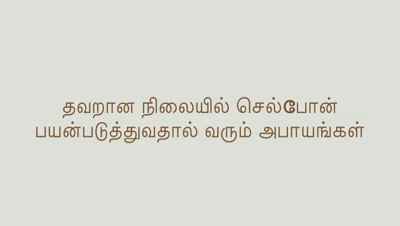 தவறான நிலையில் செல்போன்
பயன்படுத்துவதால் வரும் அபாயங்கள்